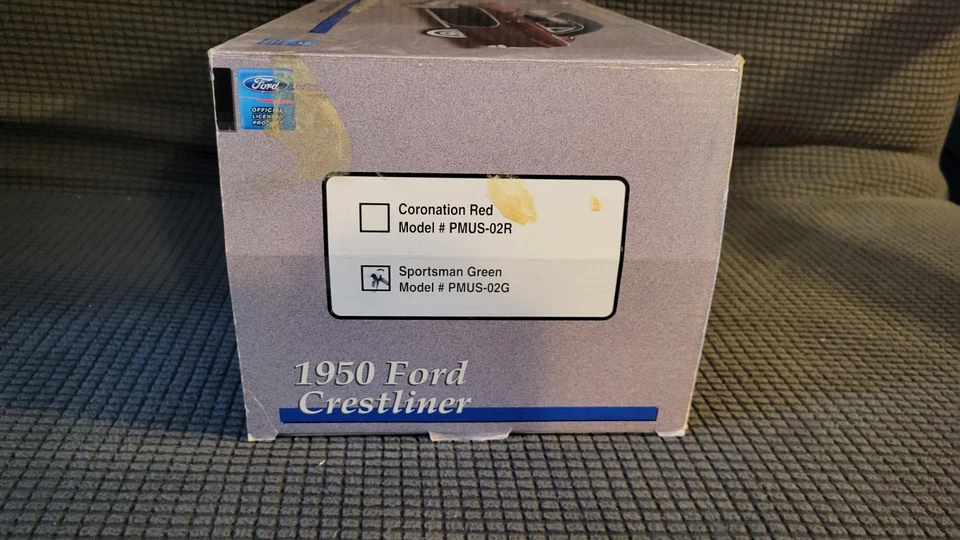 Ford
OFFICIAL
LICENSED
PRODUCT
Coronation Red
Model # PMUS-02R
Sportsman Green
Model # PMUS-02G
1950 Ford
Crestliner